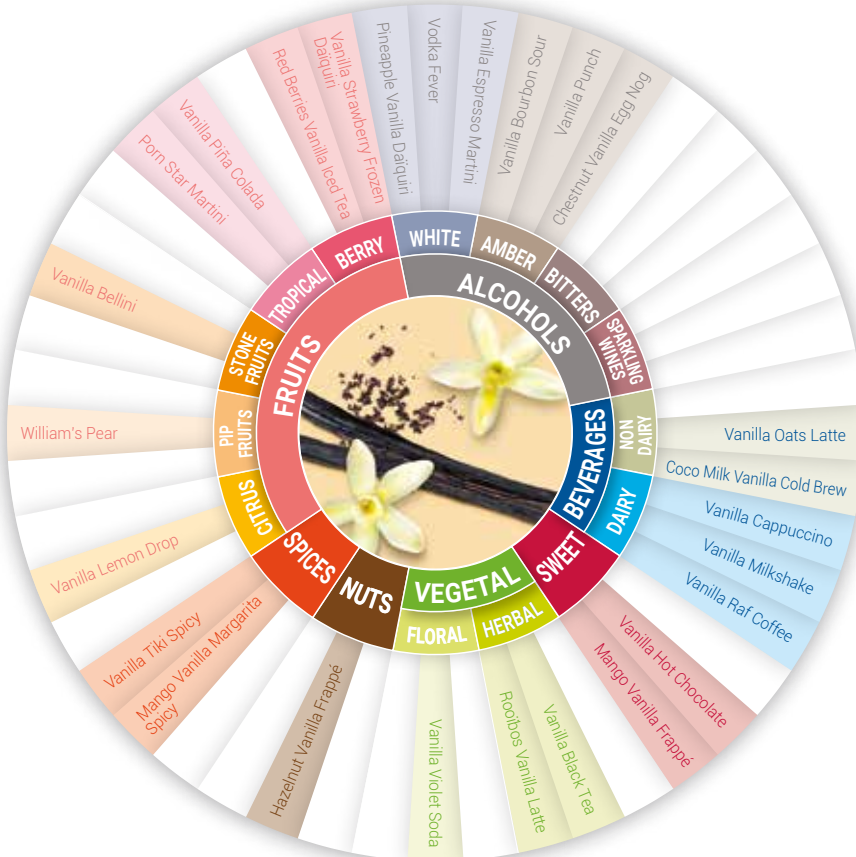 ALCOHOLS
WHITE
Pineapple Vanilla Daïquiri
Vodka Fever
Vanilla Espresso Martini
AMBER
Vanilla Bourbon Sour
Vanilla Punch
Chestnut Vanilla Egg Nog
BITTERS
SPARKLING
WINES
BEVERAGES
NON
DAIRY
Vanilla Oats Latte
Coco Milk Vanilla Cold Brew
DAIRY
Vanilla Cappuccino
Vanilla Milkshake
Vanilla Raf Coffee
SWEET
Vanilla Hot Chocolate
Mango Vanilla Frappé
VEGETAL
HERBAL
Vanilla Black Tea
Rooibos Vanilla Latte
FLORAL
Vanilla Violet Soda
NUTS
Hazelnut Vanilla Frappé
SPICES
Mango Vanilla Margarita
Spicy
Vanilla Tiki Spicy
FRUITS
CITRUS
Vanilla Lemon Drop
PIP
FRUITS
William's Pear
STONE
FRUITS
Vanilla Bellini
TROPICAL
Porn Star Martini
Vanilla Piña Colada
BERRY
Red Berries Vanilla Iced Tea
Vanilla Strawberry Frozen
Daïquiri